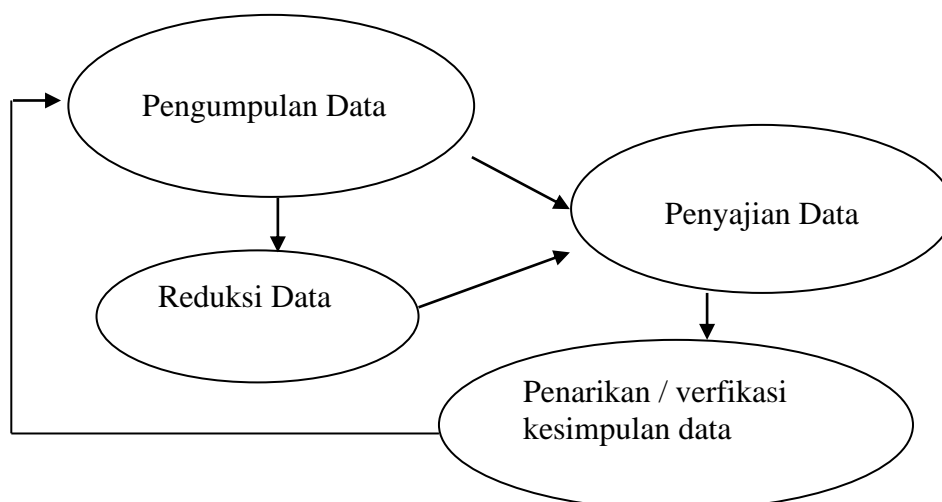 Pengumpulan Data
Penyajian Data
Reduksi Data
Penarikan / verfikasi
kesimpulan data